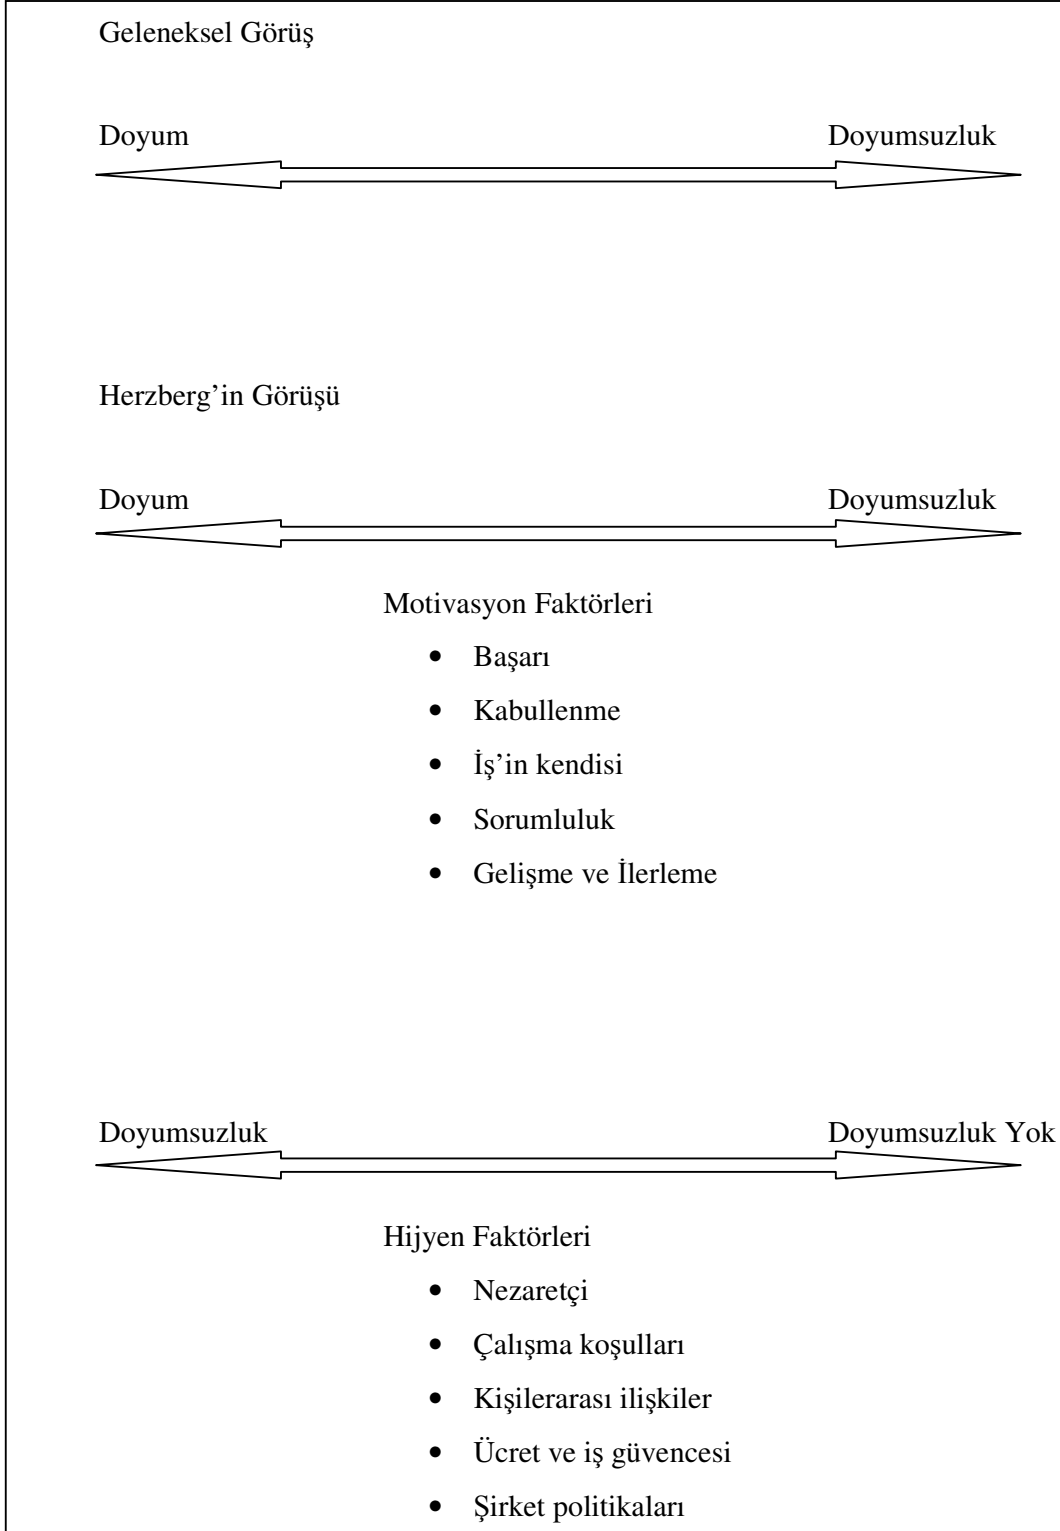 Geleneksel Görüş
Doyum Doyumsuzluk
Herzberg’in Görüşü
Doyum Doyumsuzluk
Motivasyon Faktörleri
• Başarı
• Kabullenme
• İş’in kendisi
• Sorumluluk
• Gelişme ve İlerleme
Doyumsuzluk Doyumsuzluk Yok
Hijyen Faktörleri
• Nezaretçi
• Çalışma koşulları
• Kişilerarası ilişkiler
• Ücret ve iş güvencesi
• Şirket politikaları